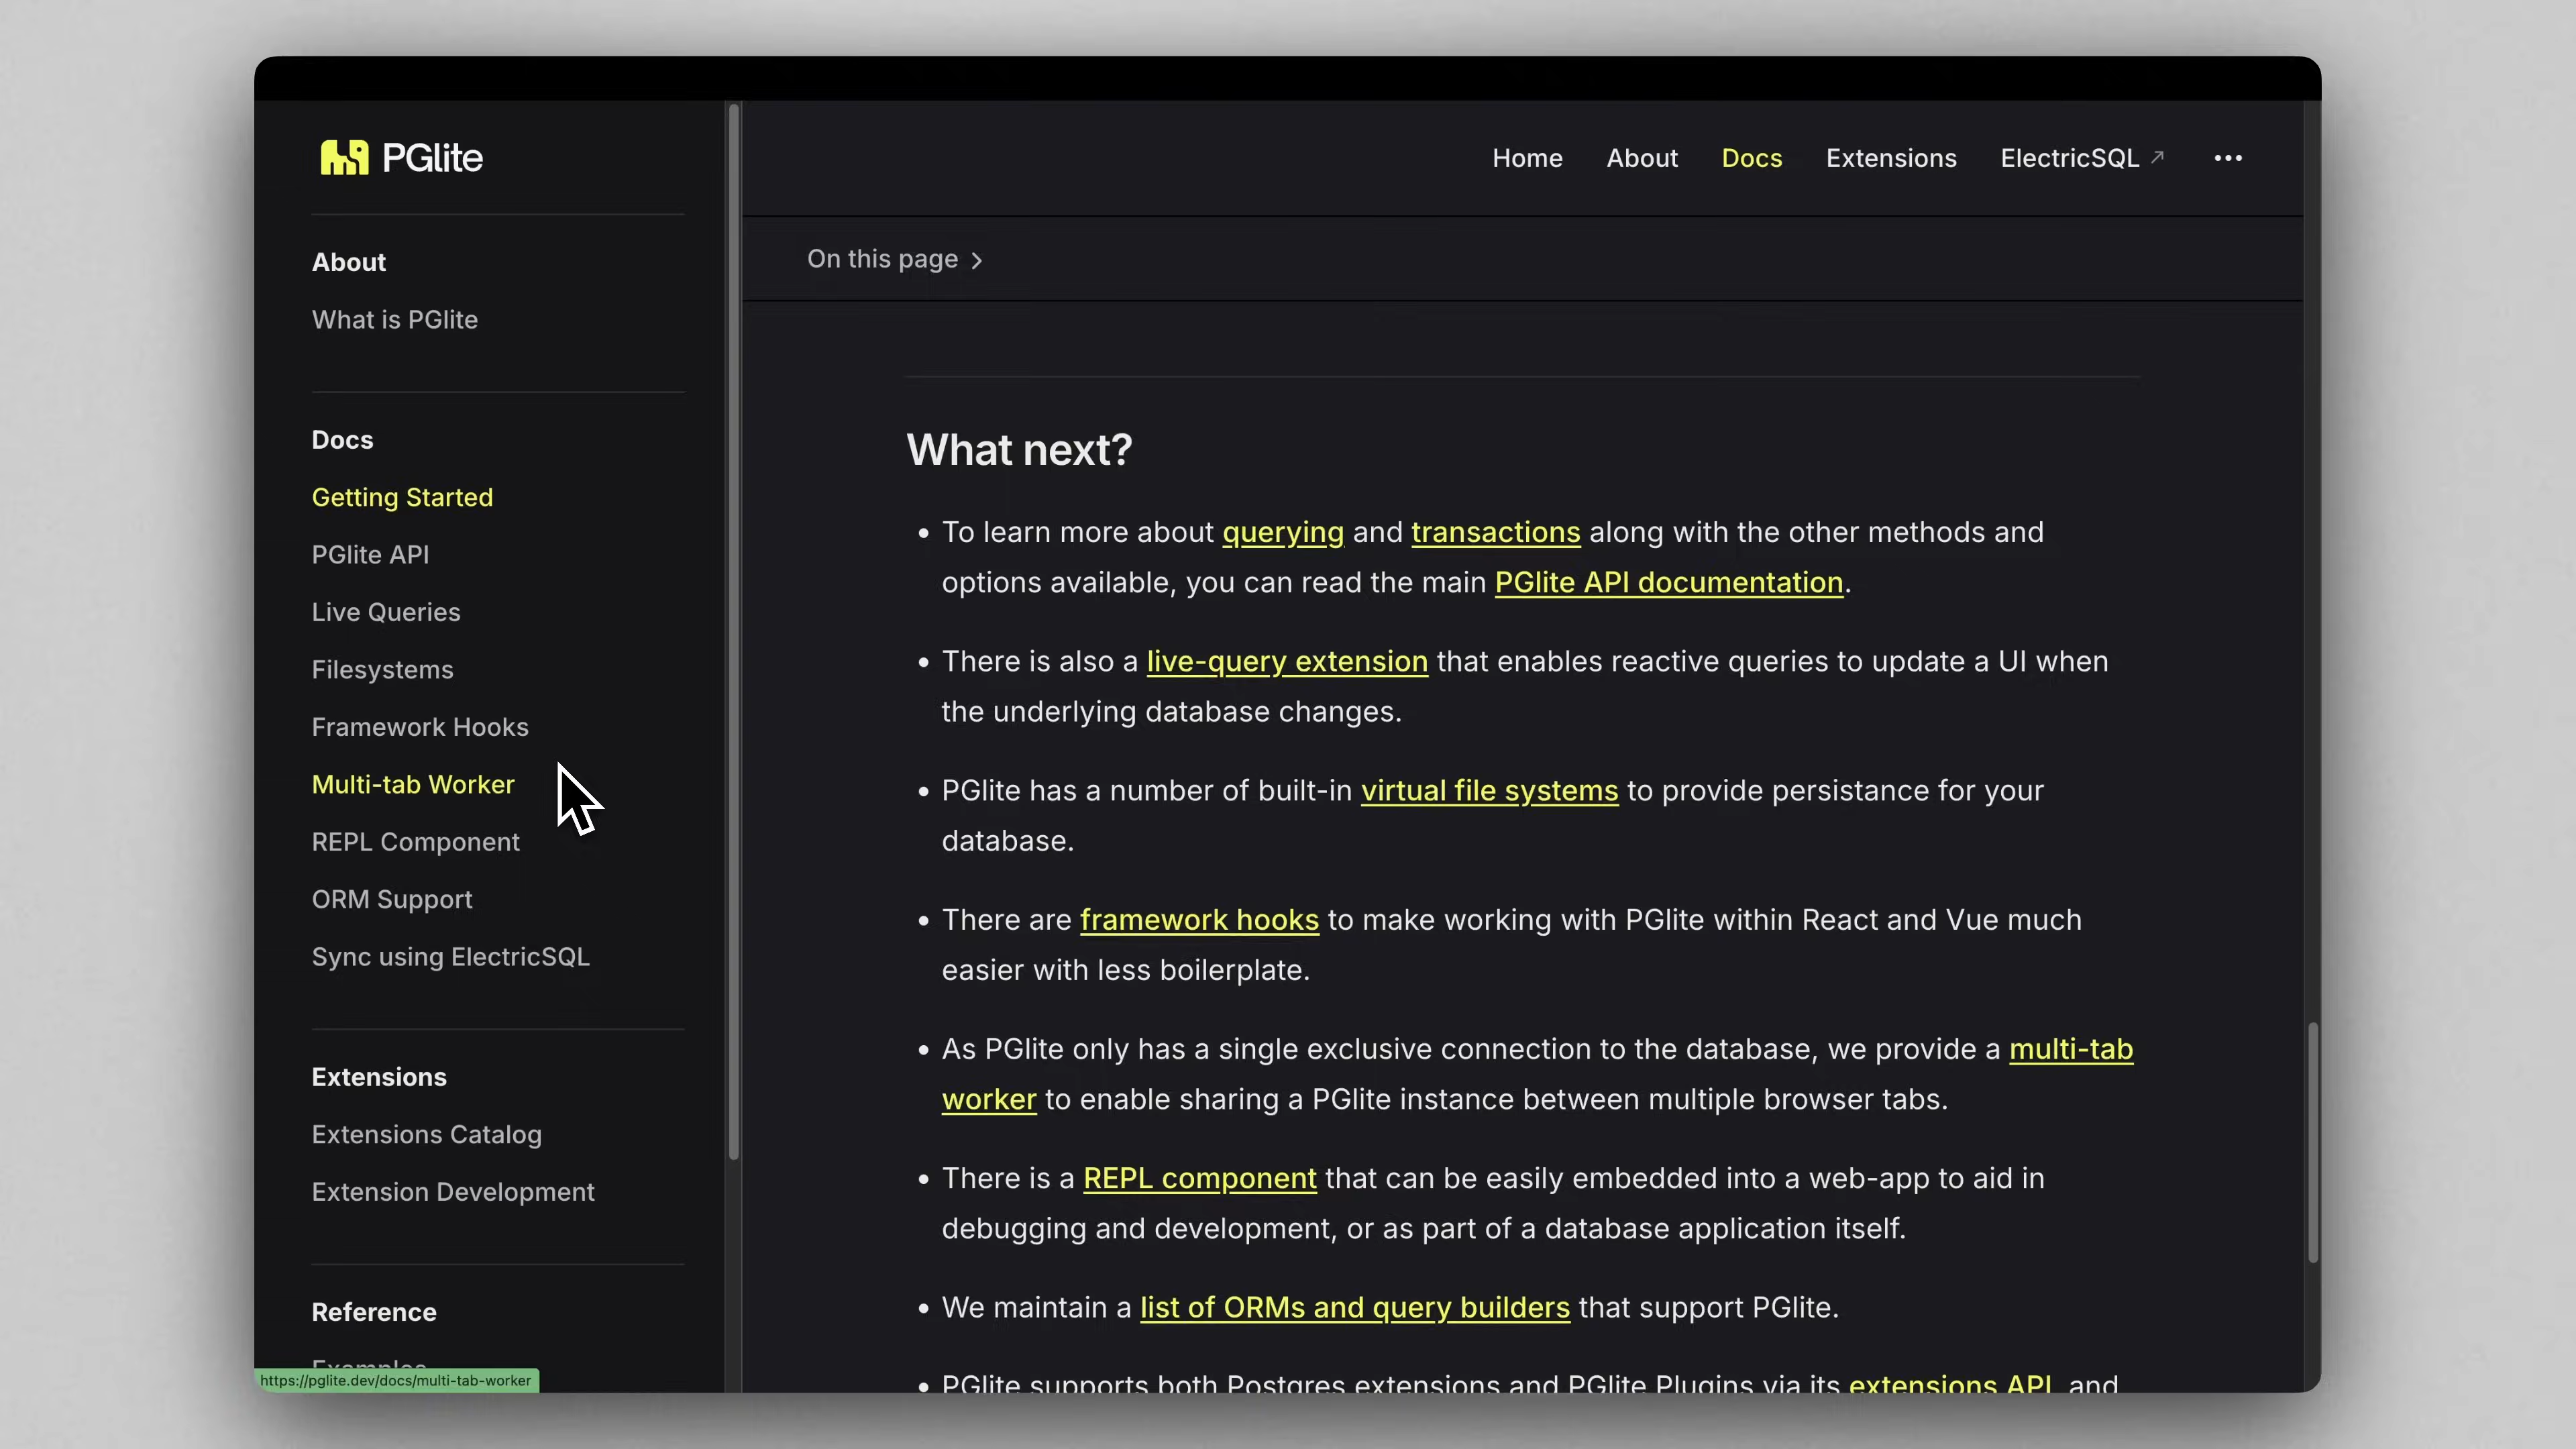 PGlite
About
What is PGlite
Docs
Getting Started
PGlite API
Live Queries
Filesystems
Framework Hooks
Multi-tab Worker
REPL Component
ORM Support
Sync using ElectricSQL
Extensions
Extensions Catalog
Extension Development
Reference
Examples
https://pglite.dev/docs/multi-tab-worker
Home About Docs Extensions ElectricSQL
On this page
What next?
To learn more about querying and transactions along with the other methods and
options available, you can read the main PGlite API documentation.
There is also a live-query extension that enables reactive queries to update a UI when
the underlying database changes.
PGlite has a number of built-in virtual file systems to provide persistance for your
database.
There are framework hooks to make working with PGlite within React and Vue much
easier with less boilerplate.
As PGlite only has a single exclusive connection to the database, we provide a multi-tab
worker to enable sharing a PGlite instance between multiple browser tabs.
There is a REPL component that can be easily embedded into a web-app to aid in
debugging and development, or as part of a database application itself.
We maintain a list of ORMs and query builders that support PGlite.
PGlite supports both Postgres extensions and PGlite Plugins via its extensions API, and